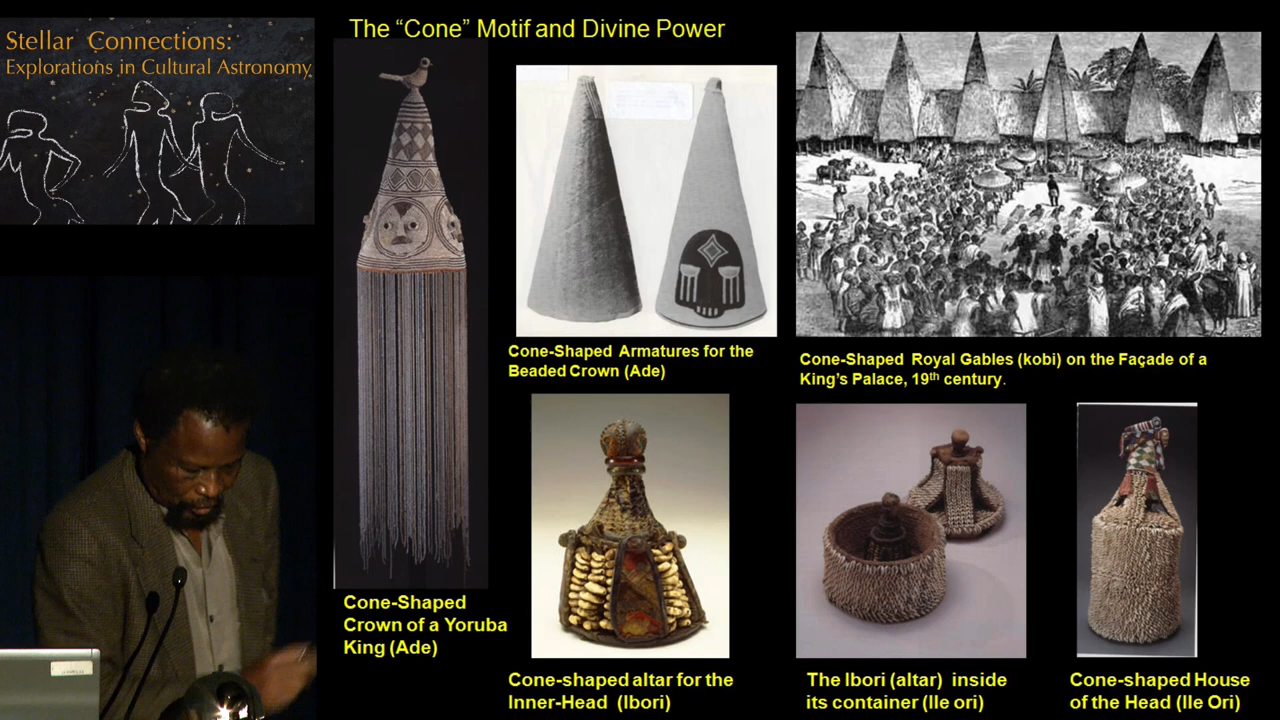 Stellar Connections:
Explorations in Cultural Astronomy
The “Cone” Motif and Divine Power
Cone-Shaped Armatures for the
Beaded Crown (Ade)
Cone-Shaped Royal Gables (kobi) on the Façade of a
King’s Palace, 19th century.
Cone-Shaped
Crown of a Yoruba
King (Ade)
Cone-shaped altar for the
Inner-Head (Ibori)
The Ibori (altar) inside
its container (Ile ori)
Cone-shaped House
of the Head (Ile Ori)